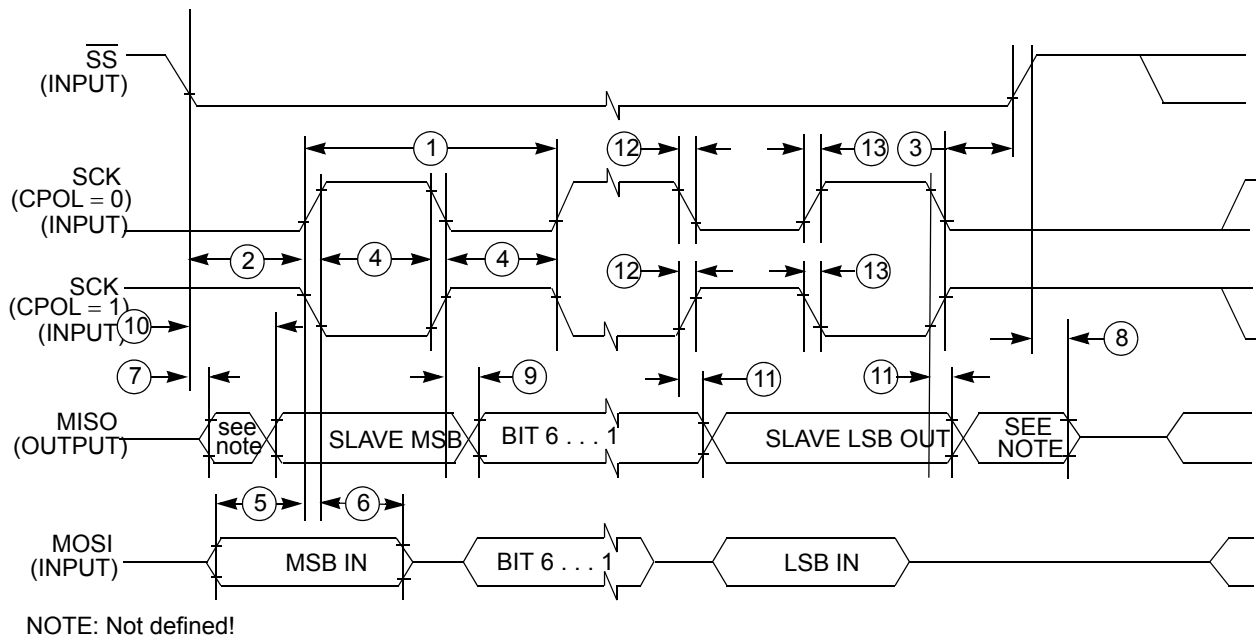 SS
(INPUT)
1
12
13
3
SCK
(CPOL = 0)
(INPUT)
2
4
4
SCK
(CPOL = 1)
(INPUT)
12
13
10
8
7
9
11
11
MISO
(OUTPUT)
see
note
SLAVE MSB
BIT 6 . . . 1
SLAVE LSB OUT
SEE
NOTE
5
6
MOSI
(INPUT)
MSB IN
BIT 6 . . . 1
LSB IN
NOTE: Not defined!